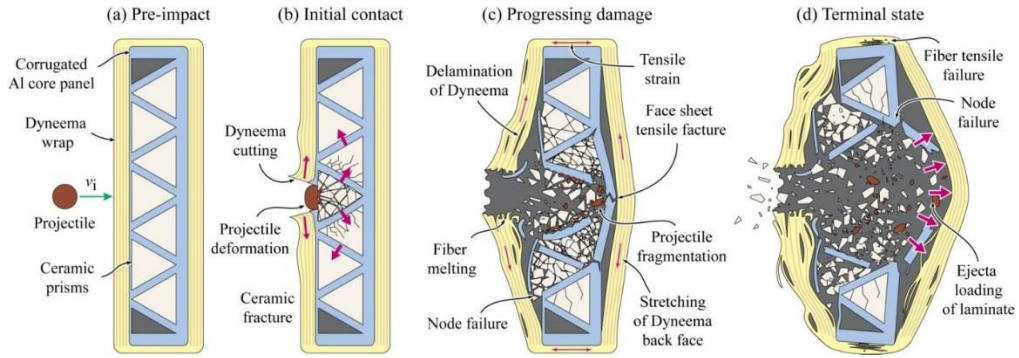 (a) Pre-impact
Corrugated
Al core panel
Dyneema
wrap
vi
Projectile
Ceramic
prisms
(b) Initial contact
Dyneema
cutting
Projectile
deformation
Ceramic
fracture
(c) Progressing damage
Delamination
of Dyneema
Tensile
strain
Face sheet
tensile facture
Fiber
melting
Projectile
fragmentation
Node failure
Stretching
of Dyneema
back face
(d) Terminal state
Fiber tensile
failure
Node
failure
Ejecta
loading
of laminate